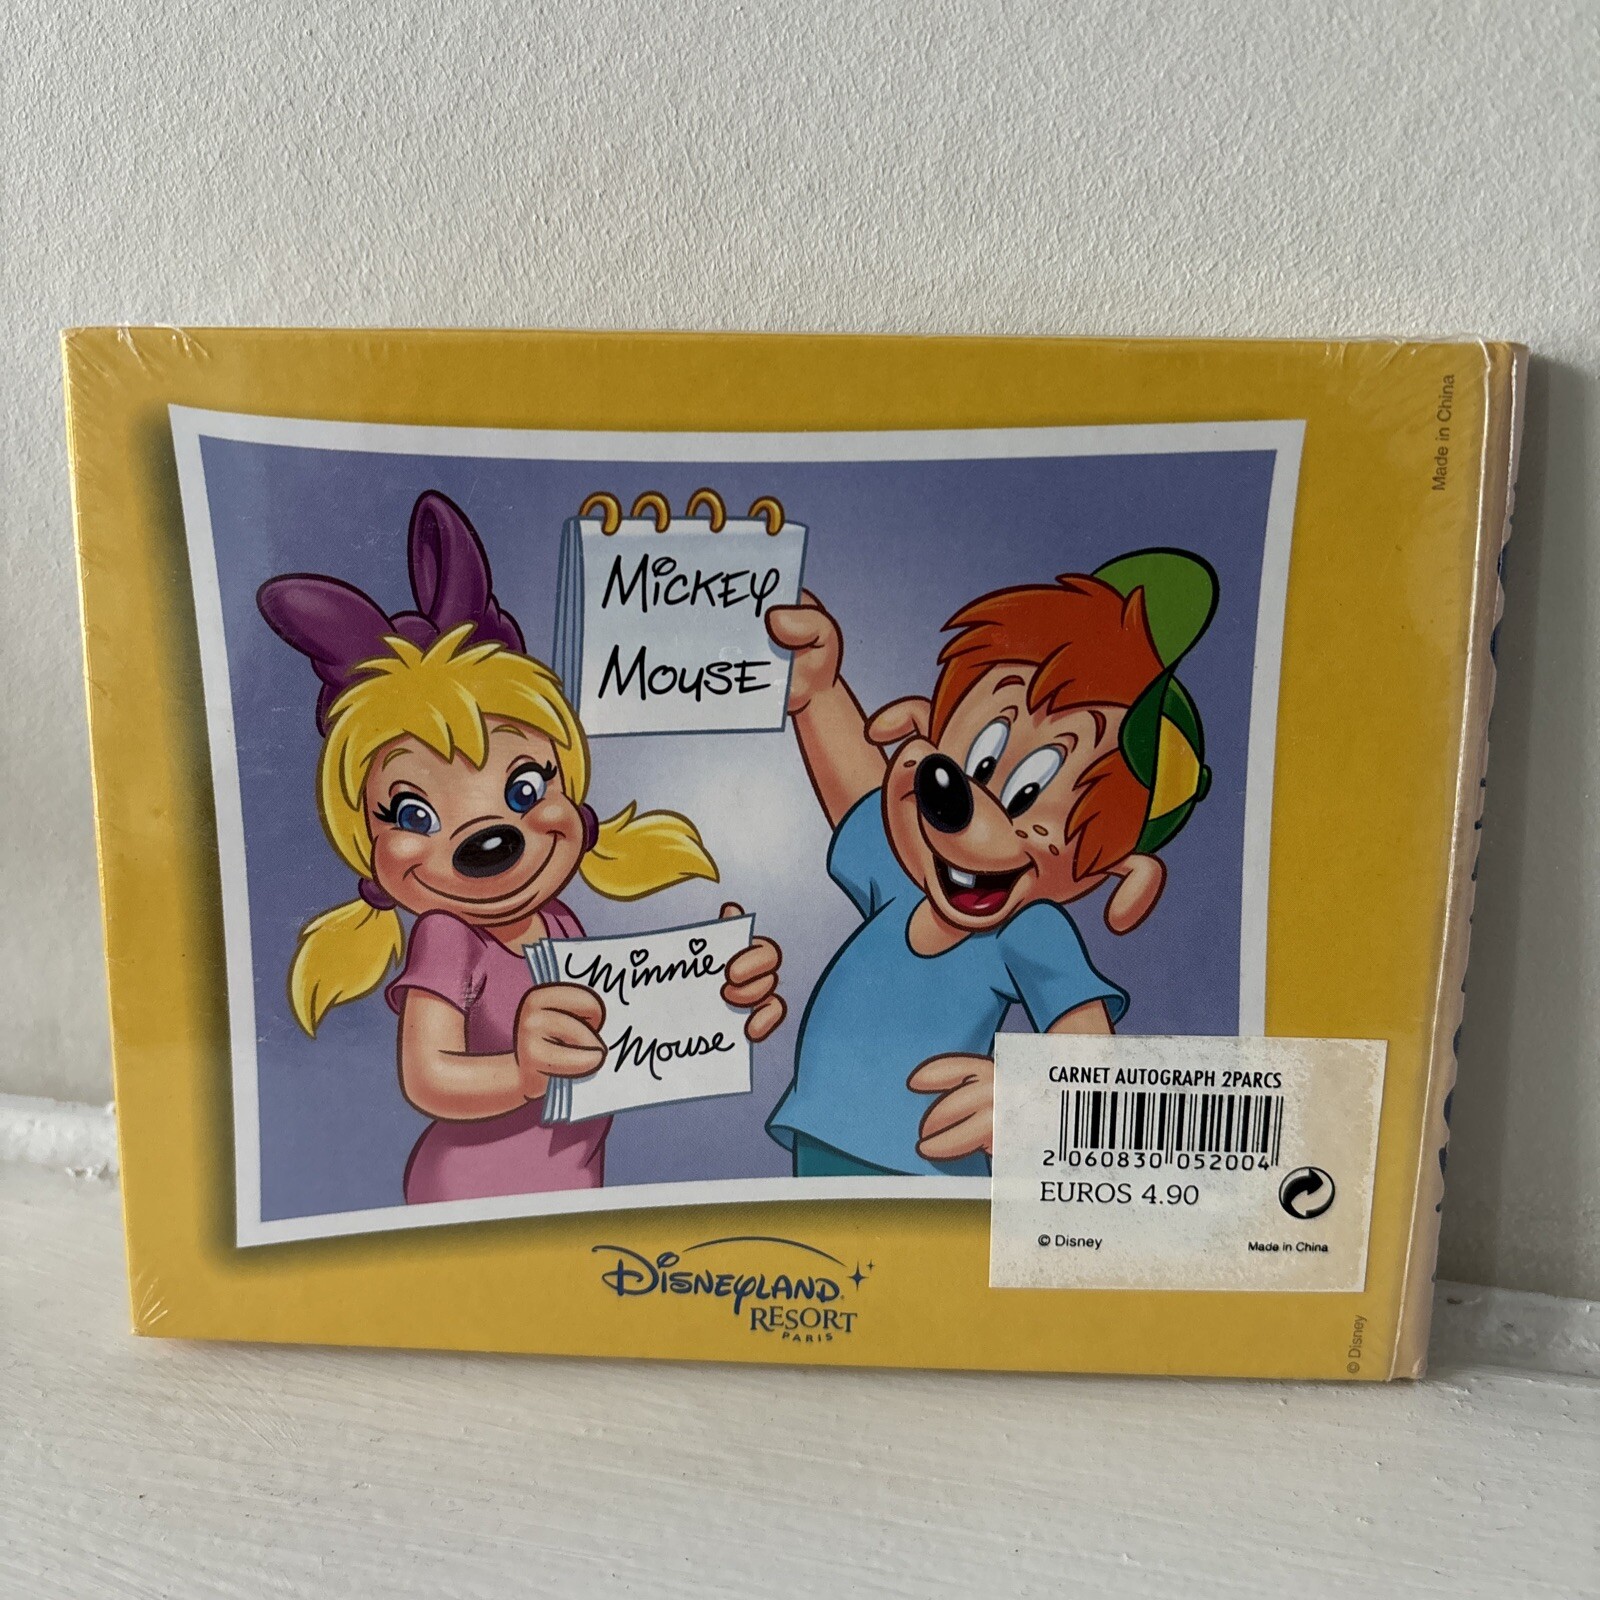 Made in China
MickEY
MousE
Minnie
Mouse
CARNET AUTOGRAPH 2PARCS
2 060830 052004
EUROS 4.90
© Disney
Made in China
DisnEyLAND
RESORT
PARIS
© Disney